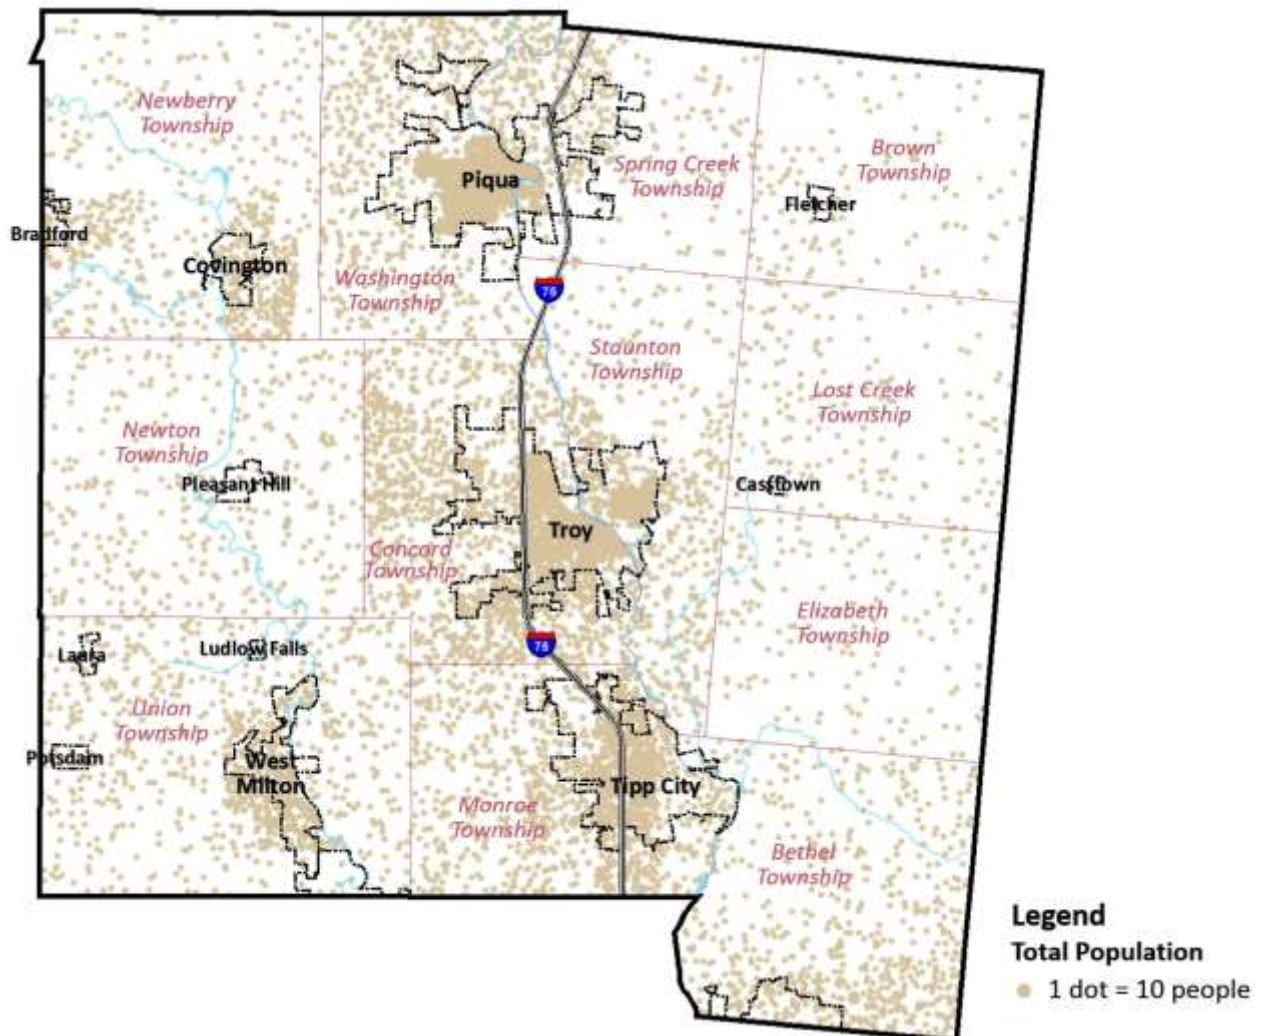 Newberry
Township
Brown
Township
Spring Creek
Township
Piqua
Fletcher
Bradford
Covington
Washington
Township
75
Staunton
Township
Lost Creek
Township
Newton
Township
Pleasant Hill
Casstown
Troy
Concord
Township
Elizabeth
Township
75
Ludlow Falls
Laura
Union
Township
Potsdam
West
Milton
Tipp City
Monroe
Township
Bethel
Township
Legend
Total Population
1 dot = 10 people